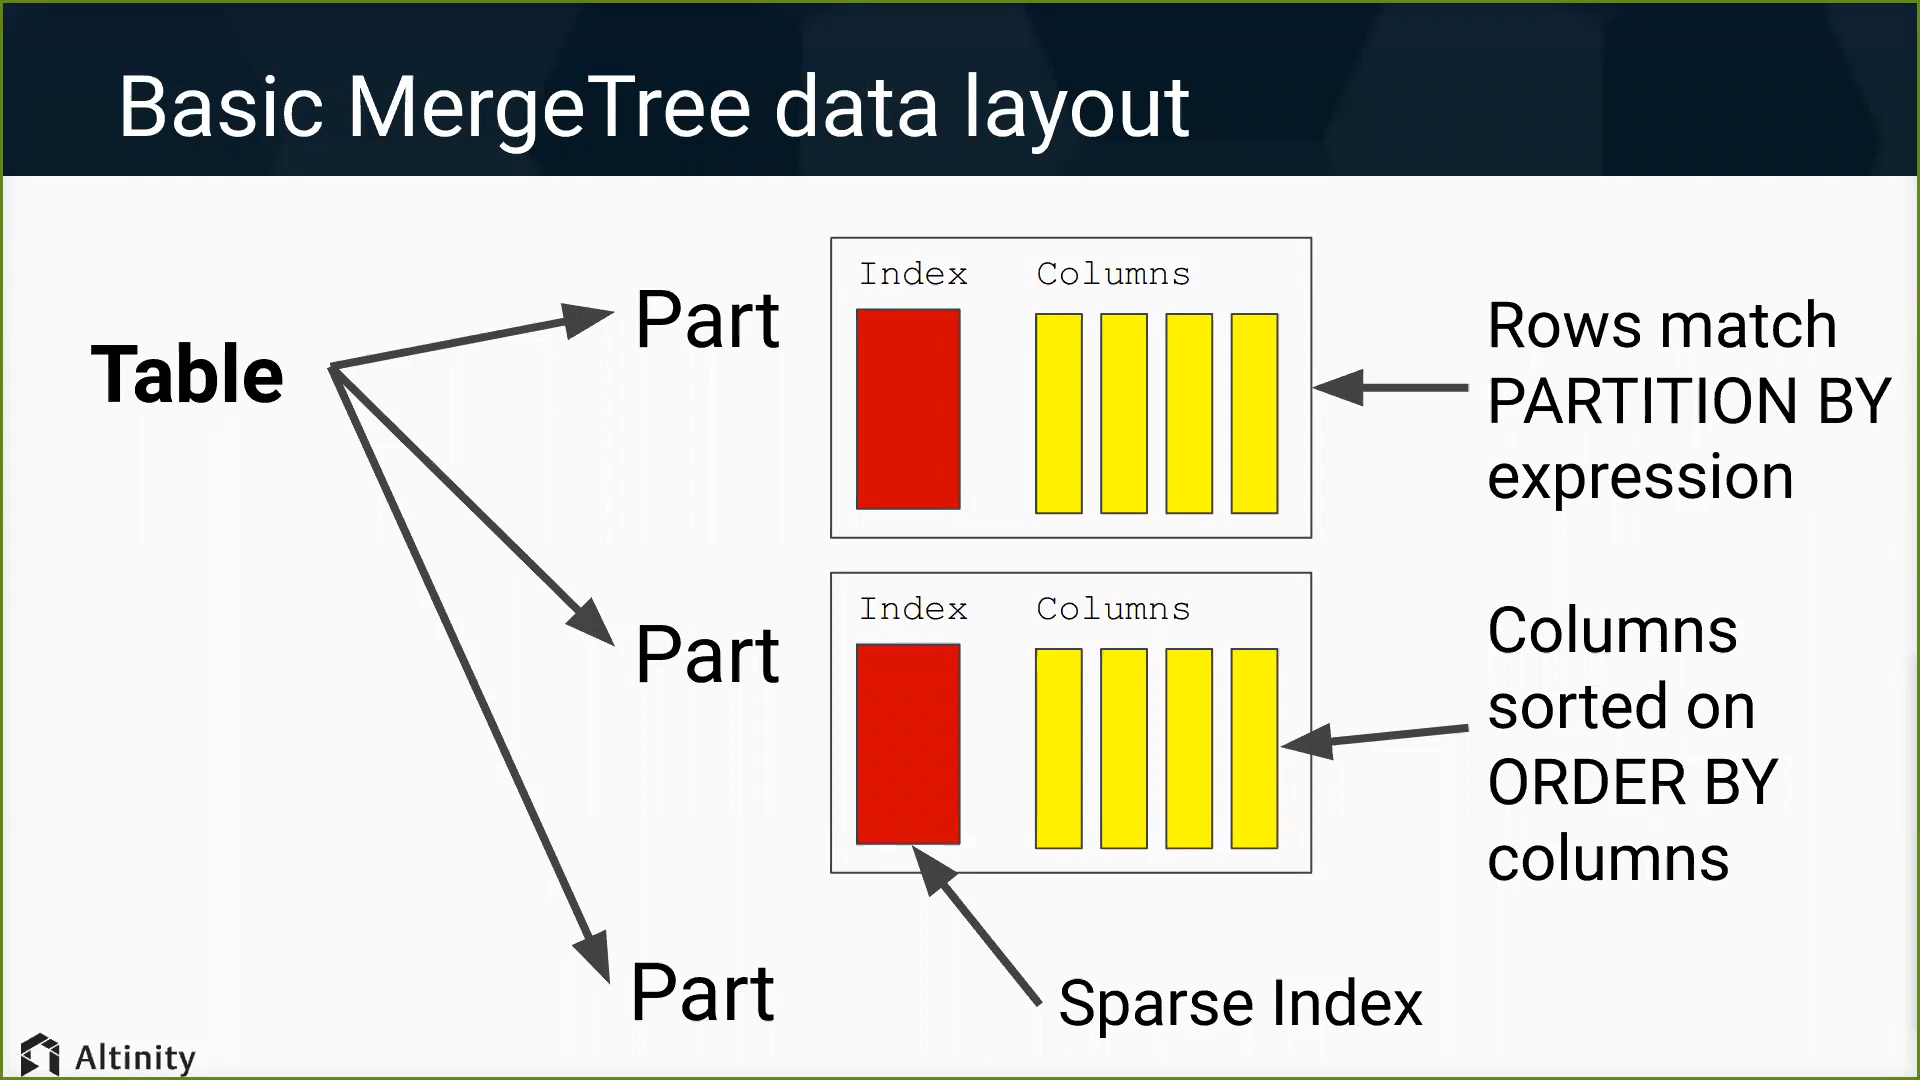 Basic MergeTree data layout
Table
Part
Index Columns
Rows match
PARTITION BY
expression
Part
Index Columns
Columns
sorted on
ORDER BY
columns
Part
Sparse Index
Altinity